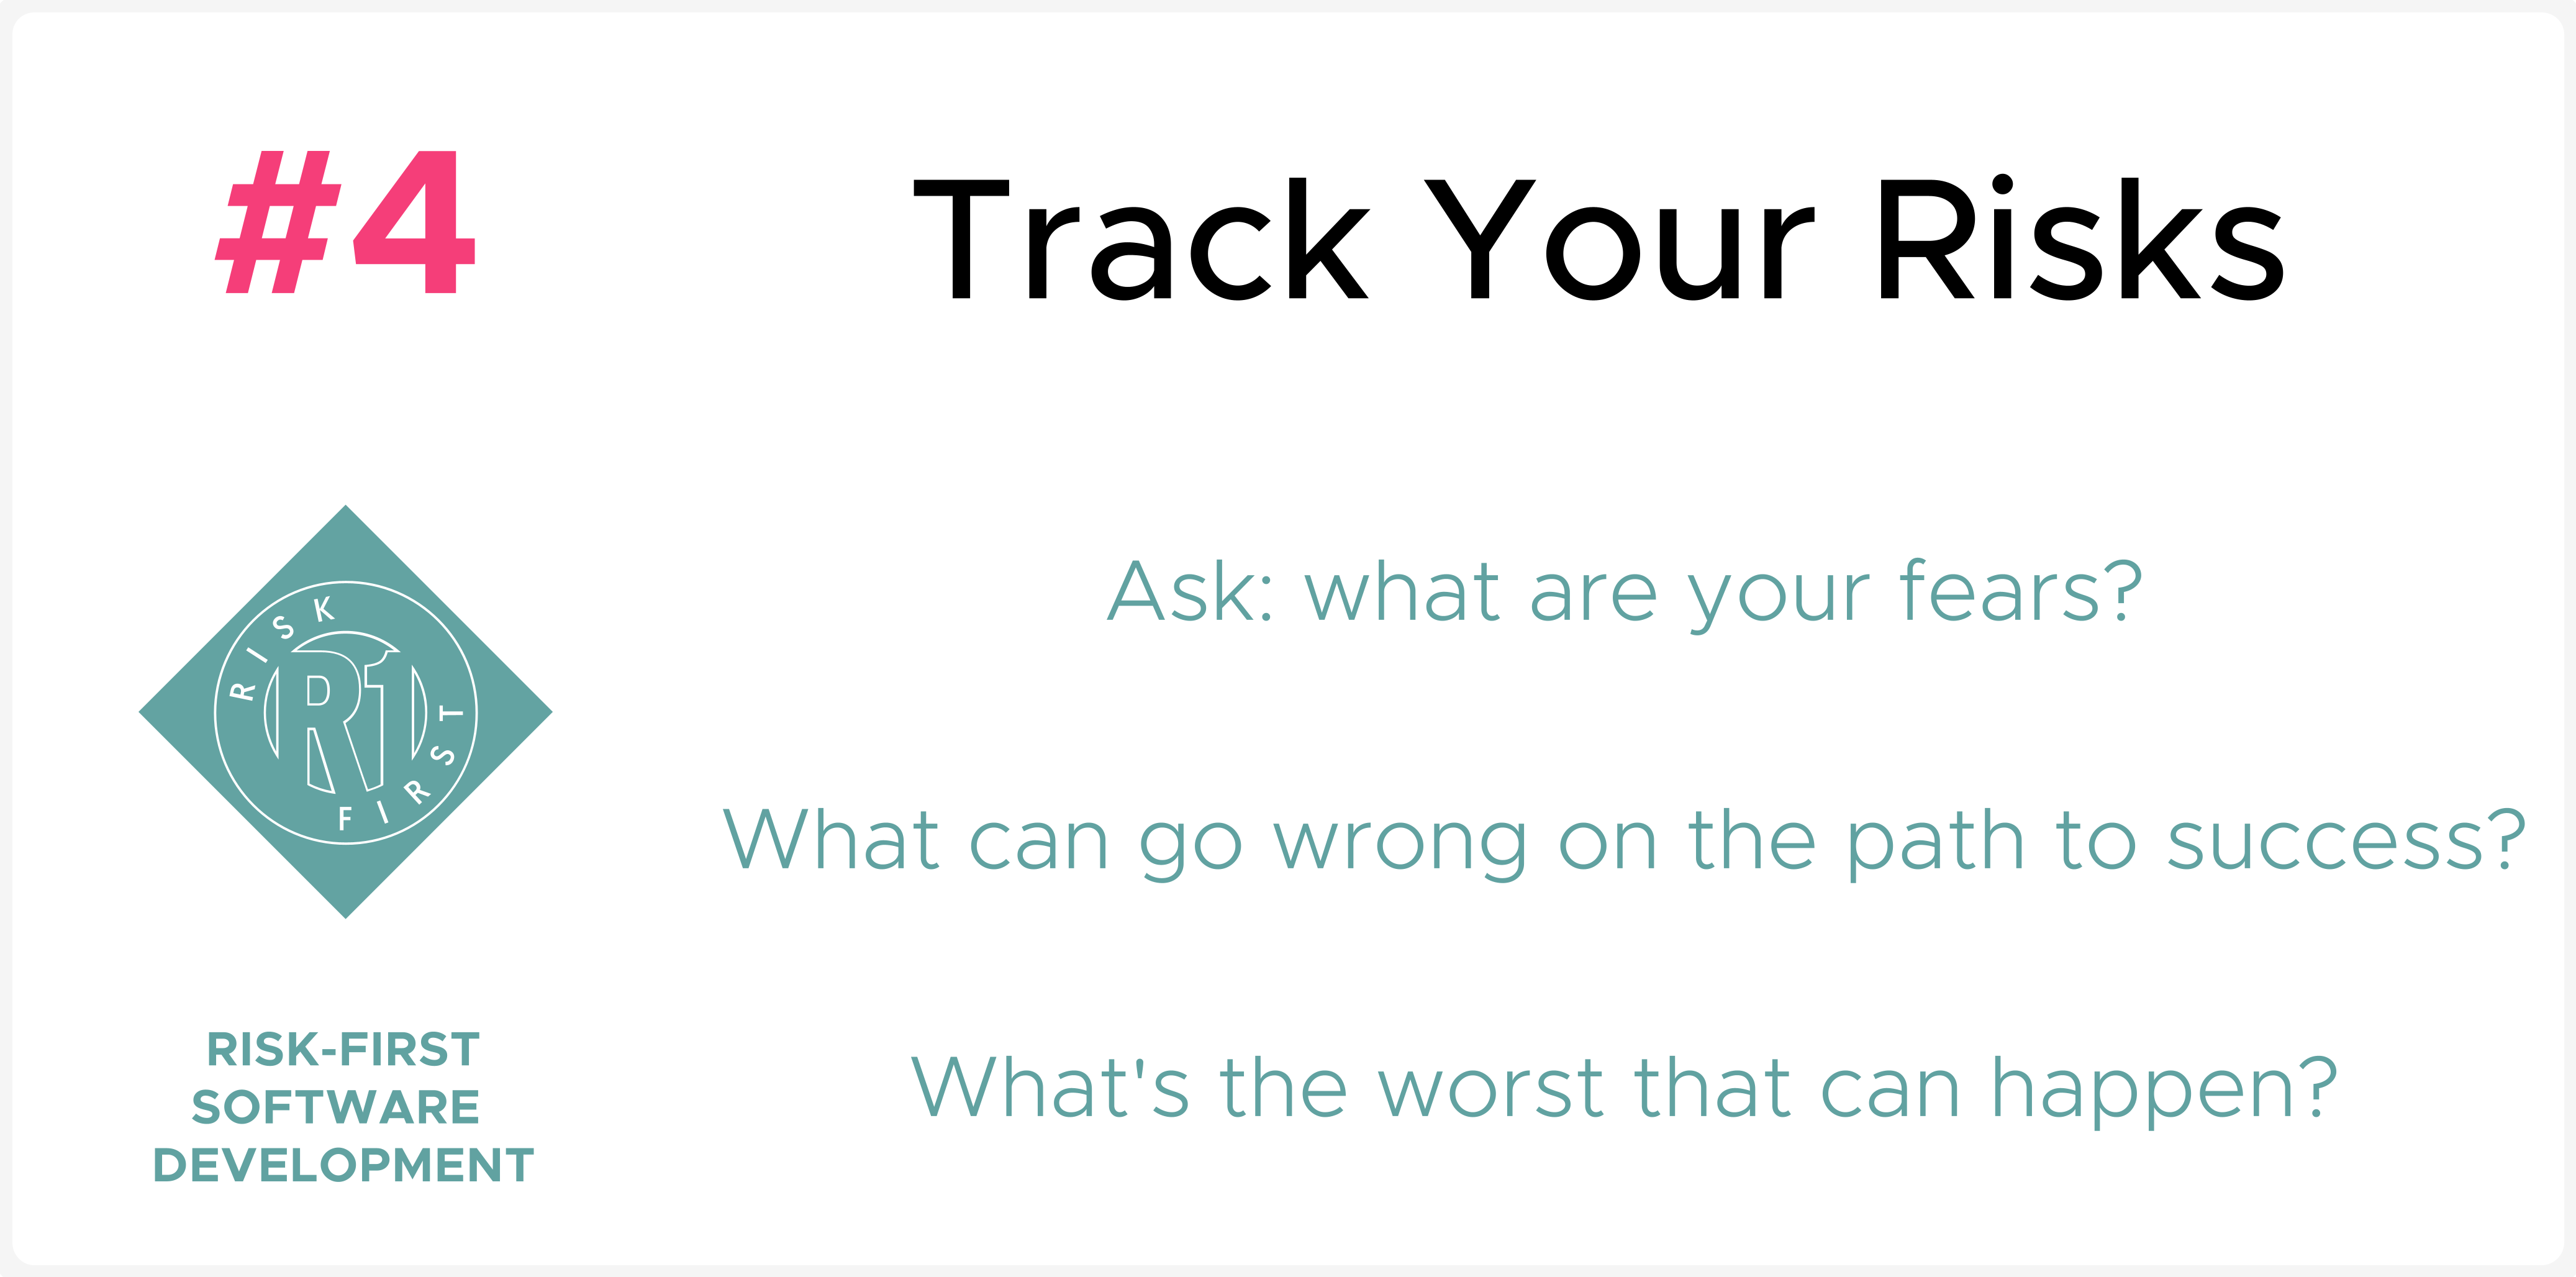 #4
Track Your Risks
RISK
R1
FIRST
RISK-FIRST
SOFTWARE
DEVELOPMENT
Ask: what are your fears?
What can go wrong on the path to success?
What's the worst that can happen?